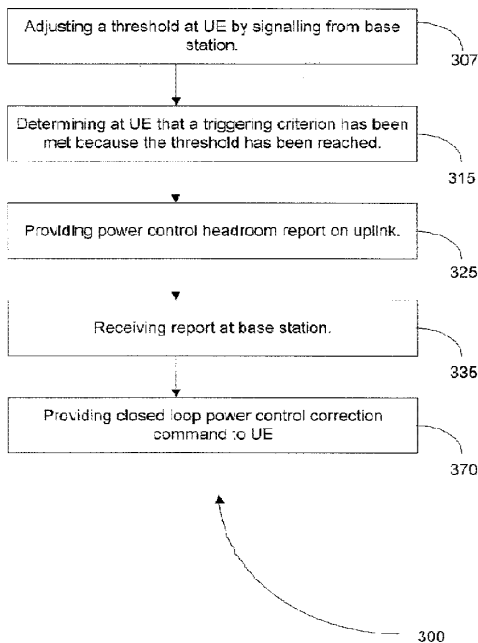 Adjusting a threshold at UE by signalling from base
station.
307
Determining at UE that a triggering criterion has been
met because the threshold has been reached.
315
Providing power control headroom report on uplink.
325
Receiving report at base station.
335
Providing closed loop power control correction
command to UE
370
300